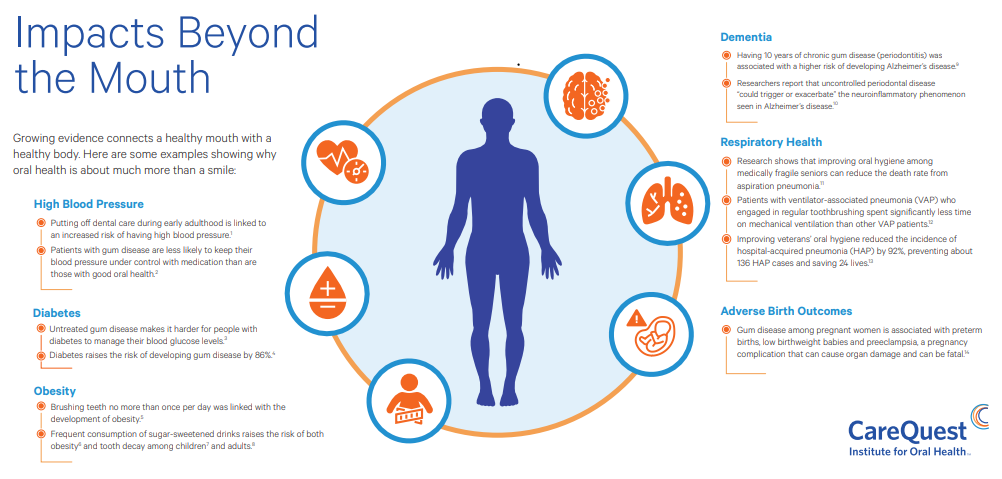 Impacts Beyond
the Mouth
Growing evidence connects a healthy mouth with a
healthy body. Here are some examples showing why
oral health is about much more than a smile:
High Blood Pressure
Putting off dental care during early adulthood is linked to
an increased risk of having high blood pressure.¹
Patients with gum disease are less likely to keep their
blood pressure under control with medication than are
those with good oral health.²
Diabetes
Untreated gum disease makes it harder for people with
diabetes to manage their blood glucose levels.³
Diabetes raises the risk of developing gum disease by 86%.⁴
Obesity
Brushing teeth no more than once per day was linked with the
development of obesity.⁵
Frequent consumption of sugar-sweetened drinks raises the risk of both
obesity⁶ and tooth decay among children⁷ and adults.⁸
Dementia
Having 10 years of chronic gum disease (periodontitis) was
associated with a higher risk of developing Alzheimer's disease.⁹
Researchers report that uncontrolled periodontal disease
"could trigger or exacerbate" the neuroinflammatory phenomenon
seen in Alzheimer's disease.¹⁰
Respiratory Health
Research shows that improving oral hygiene among
medically fragile seniors can reduce the death rate from
aspiration pneumonia.¹¹
Patients with ventilator-associated pneumonia (VAP) who
engaged in regular toothbrushing spent significantly less time
on mechanical ventilation than other VAP patients.¹²
Improving veterans' oral hygiene reduced the incidence of
hospital-acquired pneumonia (HAP) by 92%, preventing about
136 HAP cases and saving 24 lives.¹³
Adverse Birth Outcomes
Gum disease among pregnant women is associated with preterm
births, low birthweight babies and preeclampsia, a pregnancy
complication that can cause organ damage and can be fatal.¹⁴
CareQuest
Institute for Oral Health